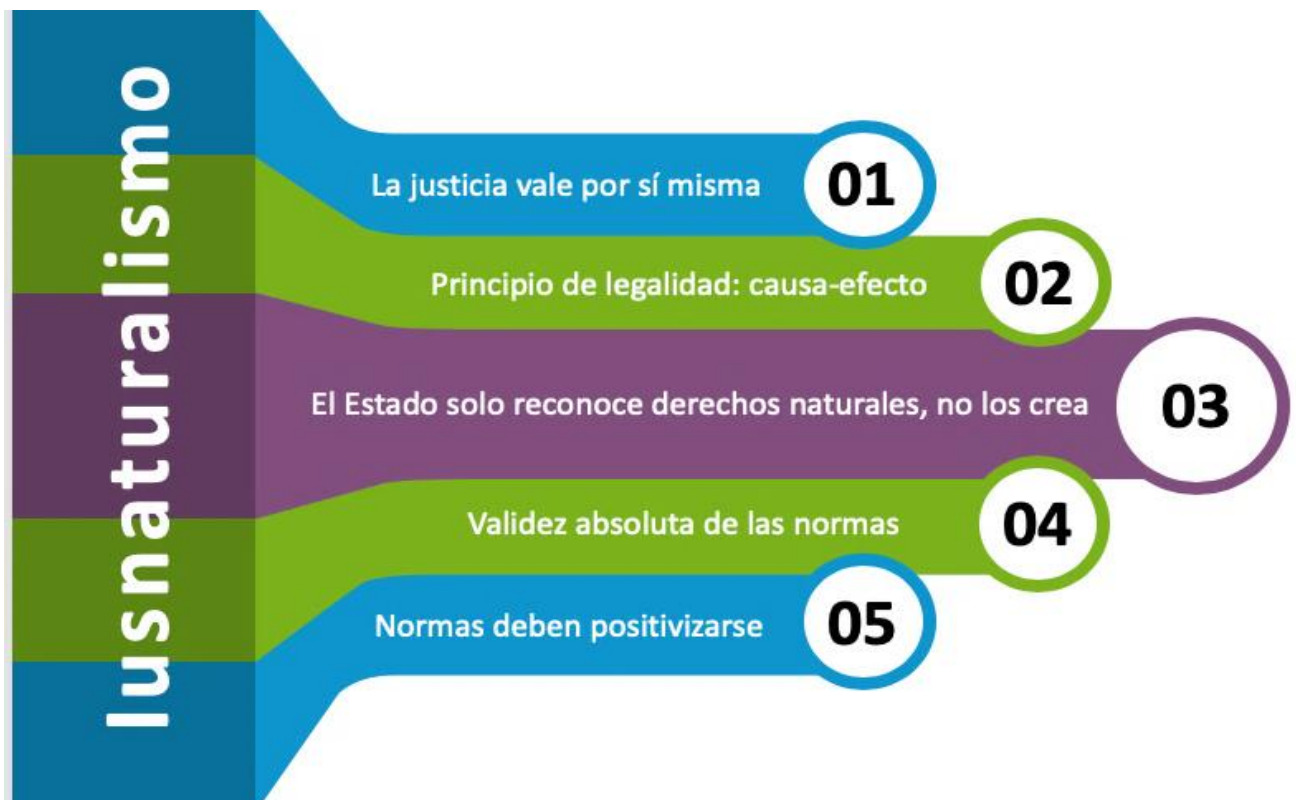 Iusnaturalismo
La justicia vale por sí misma
01
Principio de legalidad: causa-efecto
02
El Estado solo reconoce derechos naturales, no los crea
03
Validez absoluta de las normas
04
Normas deben positivizarse
05